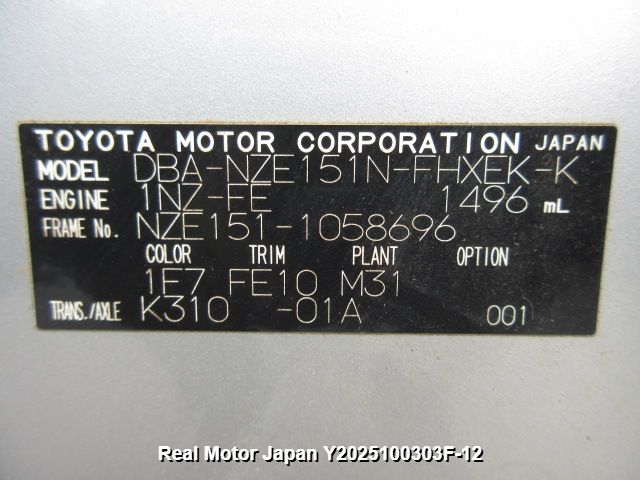 TOYOTA MOTOR CORPORATION JAPAN
MODEL DBA-NZE151N-FHXEK-K
ENGINE 1NZ-FE 1496 mL
FRAME No. NZE151-1058696
COLOR TRIM PLANT OPTION
1F7 FE10 M31
TRANS./AXLE K310 -01A 001
Real Motor Japan Y2025100303F-12